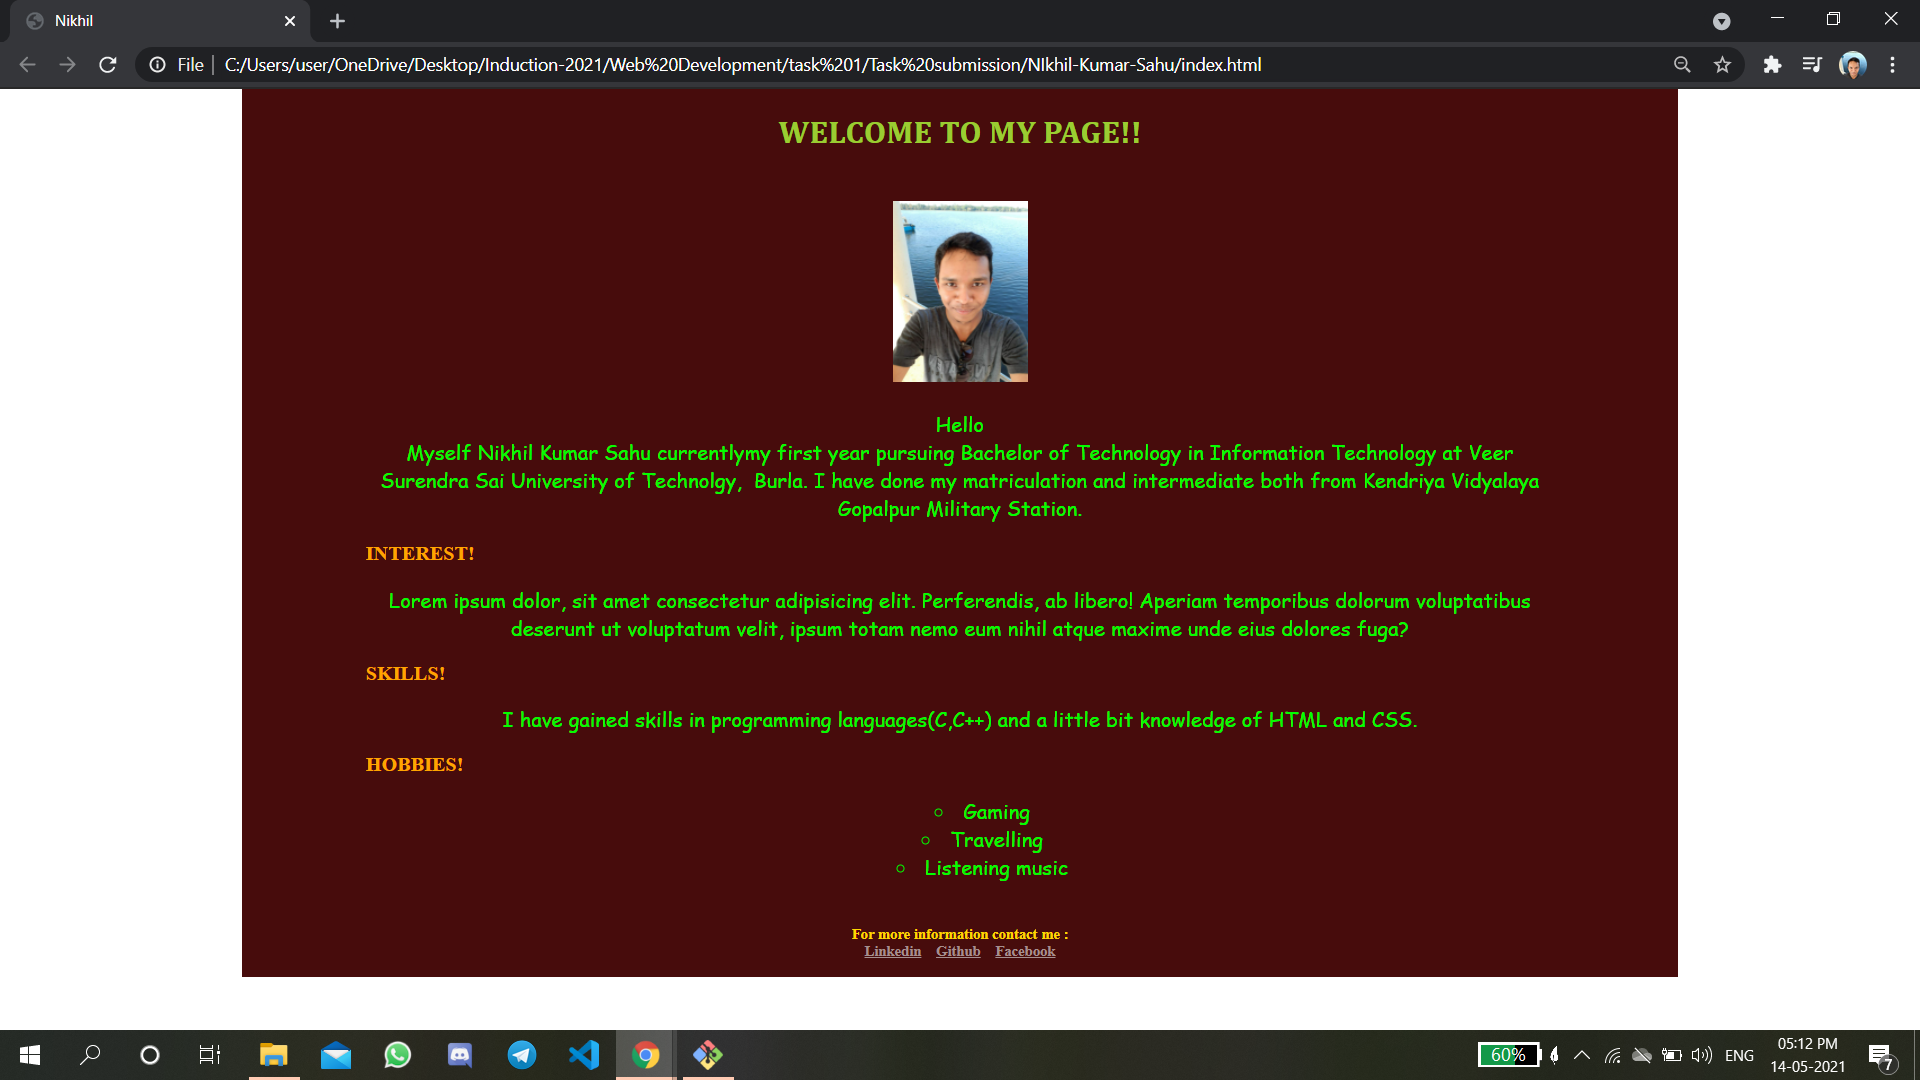 Nikhil
File
C:/Users/user/OneDrive/Desktop/Induction-2021/Web%20Development/task%201/Task%20submission/NIkhil-Kumar-Sahu/index.html
WELCOME TO MY PAGE!!
Hello
Myself Nikhil Kumar Sahu currentlymy first year pursuing Bachelor of Technology in Information Technology at Veer
Surendra Sai University of Technolgy, Burla. I have done my matriculation and intermediate both from Kendriya Vidyalaya
Gopalpur Military Station.
INTEREST!
Lorem ipsum dolor, sit amet consectetur adipisicing elit. Perferendis, ab libero! Aperiam temporibus dolorum voluptatibus
deserunt ut voluptatum velit, ipsum totam nemo eum nihil atque maxime unde eius dolores fuga?
SKILLS!
I have gained skills in programming languages(C,C++) and a little bit knowledge of HTML and CSS.
HOBBIES!
Gaming
Travelling
Listening music
For more information contact me :
Linkedin Github Facebook
60%
ENG
05:12 PM
14-05-2021
7